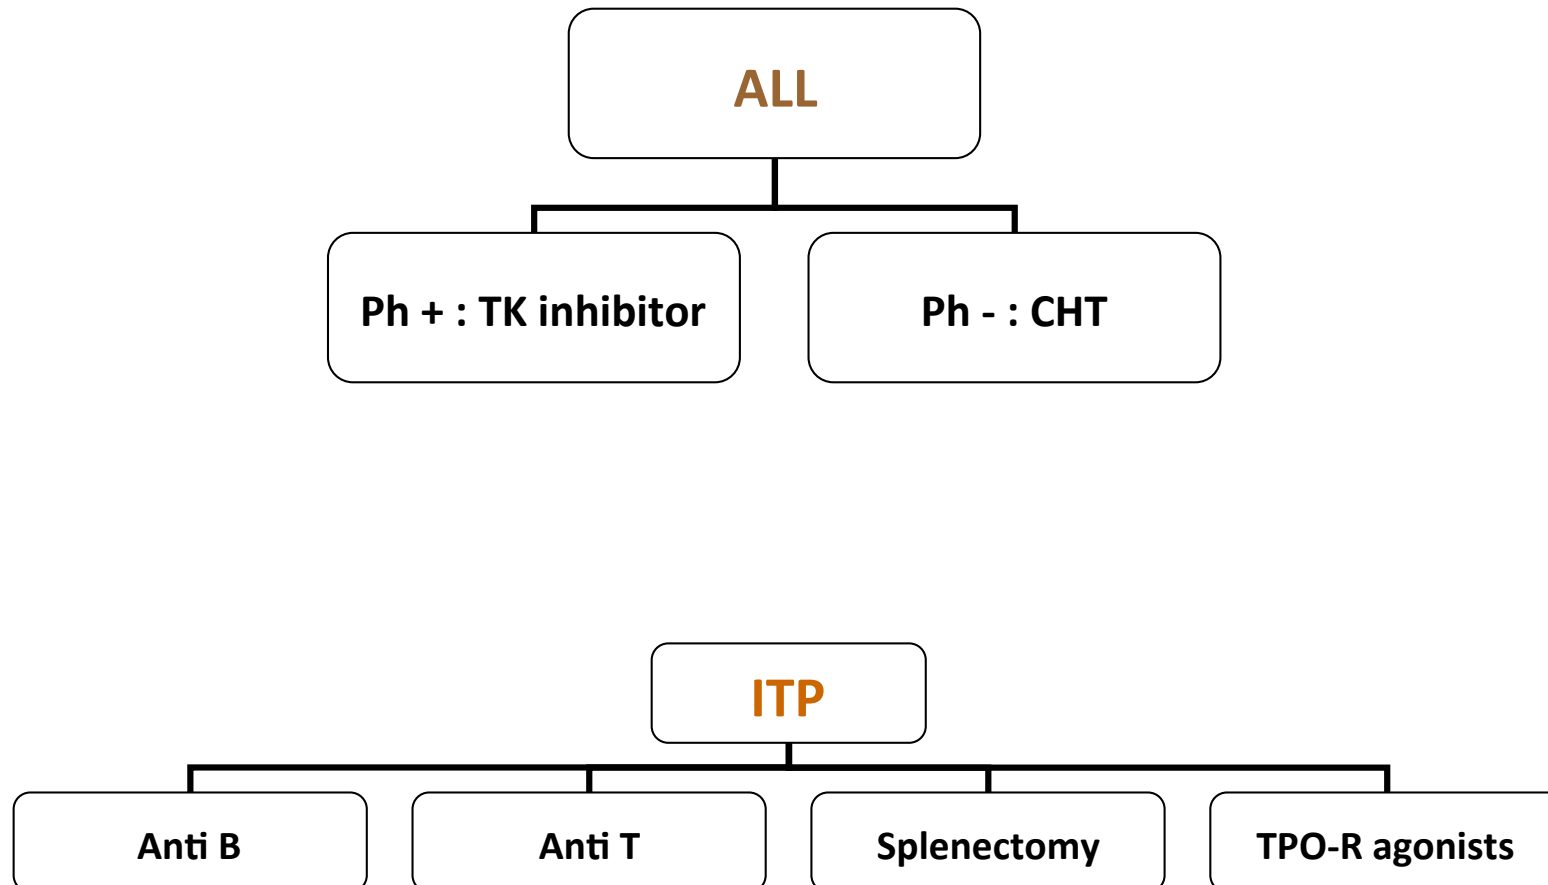 ALL
Ph + : TK inhibitor
Ph - : CHT
ITP
Anti B
Anti T
Splenectomy
TPO-R agonists